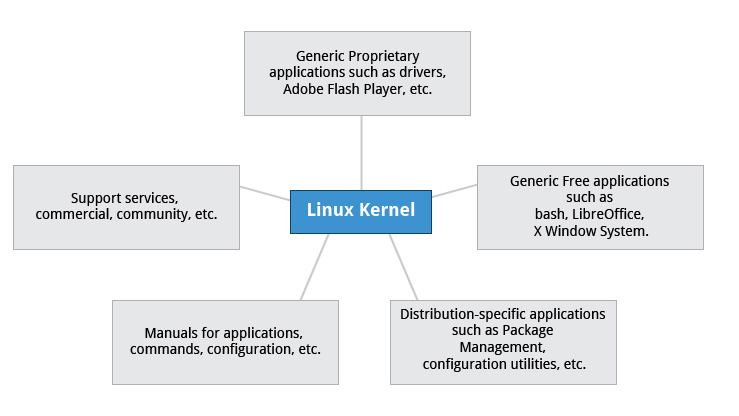 Generic Proprietary
applications such as drivers,
Adobe Flash Player, etc.
Support services,
commercial, community, etc.
Linux Kernel
Generic Free applications
such as
bash, LibreOffice,
X Window System.
Manuals for applications,
commands, configuration, etc.
Distribution-specific applications
such as Package
Management,
configuration utilities, etc.